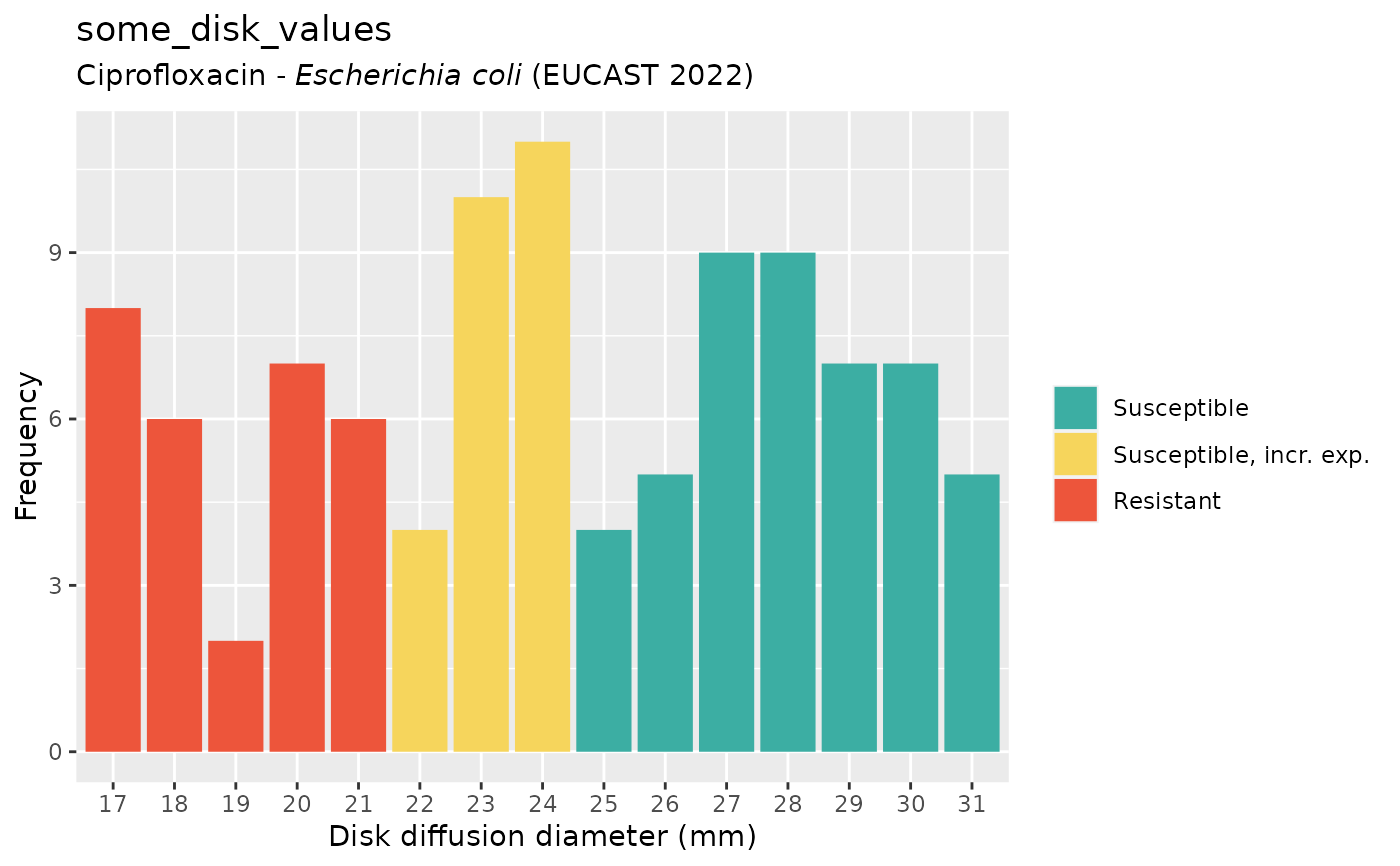 some_disk_values
Ciprofloxacin - Escherichia coli (EUCAST 2022)
Frequency
9
6
3
0
17 18 19 20 21 22 23 24 25 26 27 28 29 30 31
Disk diffusion diameter (mm)
Susceptible
Susceptible, incr. exp.
Resistant